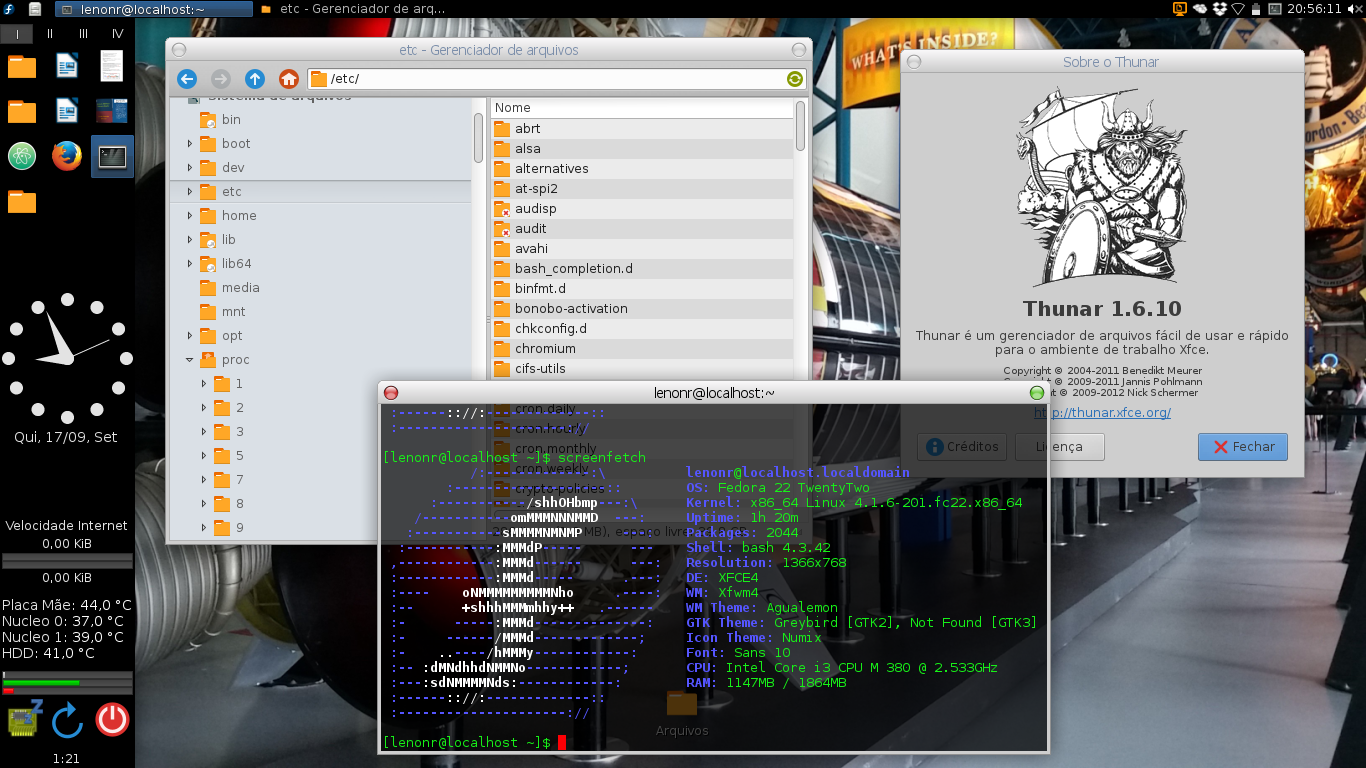 lenonr@localhost:~
etc - Gerenciador de arq...
20:56:11
I II III IV
WHAT'S INSIDE?
etc - Gerenciador de arquivos
/etc/
Sistema de arquivos
bin
boot
dev
etc
home
lib
lib64
media
mnt
opt
proc
1
2
3
5
7
8
9
Nome
abrt
alsa
alternatives
at-spi2
audisp
audit
avahi
bash_completion.d
binfmt.d
bonobo-activation
chkconfig.d
chromium
cifs-utils
cron.daily
cron.hourly
cron.monthly
cron.weekly
crypto-policies
Sobre o Thunar
Thunar 1.6.10
Thunar é um gerenciador de arquivos fácil de usar e rápido
para o ambiente de trabalho Xfce.
Copyright © 2004-2011 Benedikt Meurer
Copyright © 2009-2011 Jannis Pohlmann
© 2009-2012 Nick Schermer
http://thunar.xfce.org/
Créditos
Licença
Fechar
Qui, 17/09, Set
Velocidade Internet
0,00 KiB
0,00 KiB
Placa Mãe: 44,0 °C
Nucleo 0: 37,0 °C
Nucleo 1: 39,0 °C
HDD: 41,0 °C
1:21
lenonr@localhost:~
[lenonr@localhost ~]$ screenfetch
lenonr@localhost.localdomain
OS: Fedora 22 TwentyTwo
Kernel: x86_64 Linux 4.1.6-201.fc22.x86_64
Uptime: 1h 20m
Packages: 2044
Shell: bash 4.3.42
Resolution: 1366x768
DE: XFCE4
WM: Xfwm4
WM Theme: Agualemon
GTK Theme: Greybird [GTK2], Not Found [GTK3]
Icon Theme: Numix
Font: Sans 10
CPU: Intel Core i3 CPU M 380 @ 2.533GHz
RAM: 1147MB / 1864MB
[lenonr@localhost ~]$
Arquivos